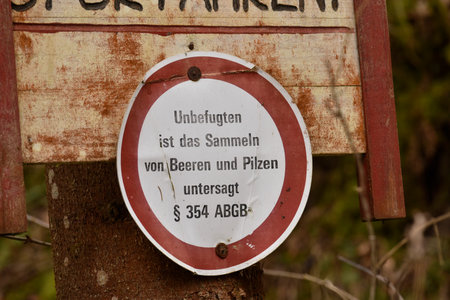 Unbefugten
ist das Sammeln
von Beeren und Pilzen
untersagt
§ 354 ABGB